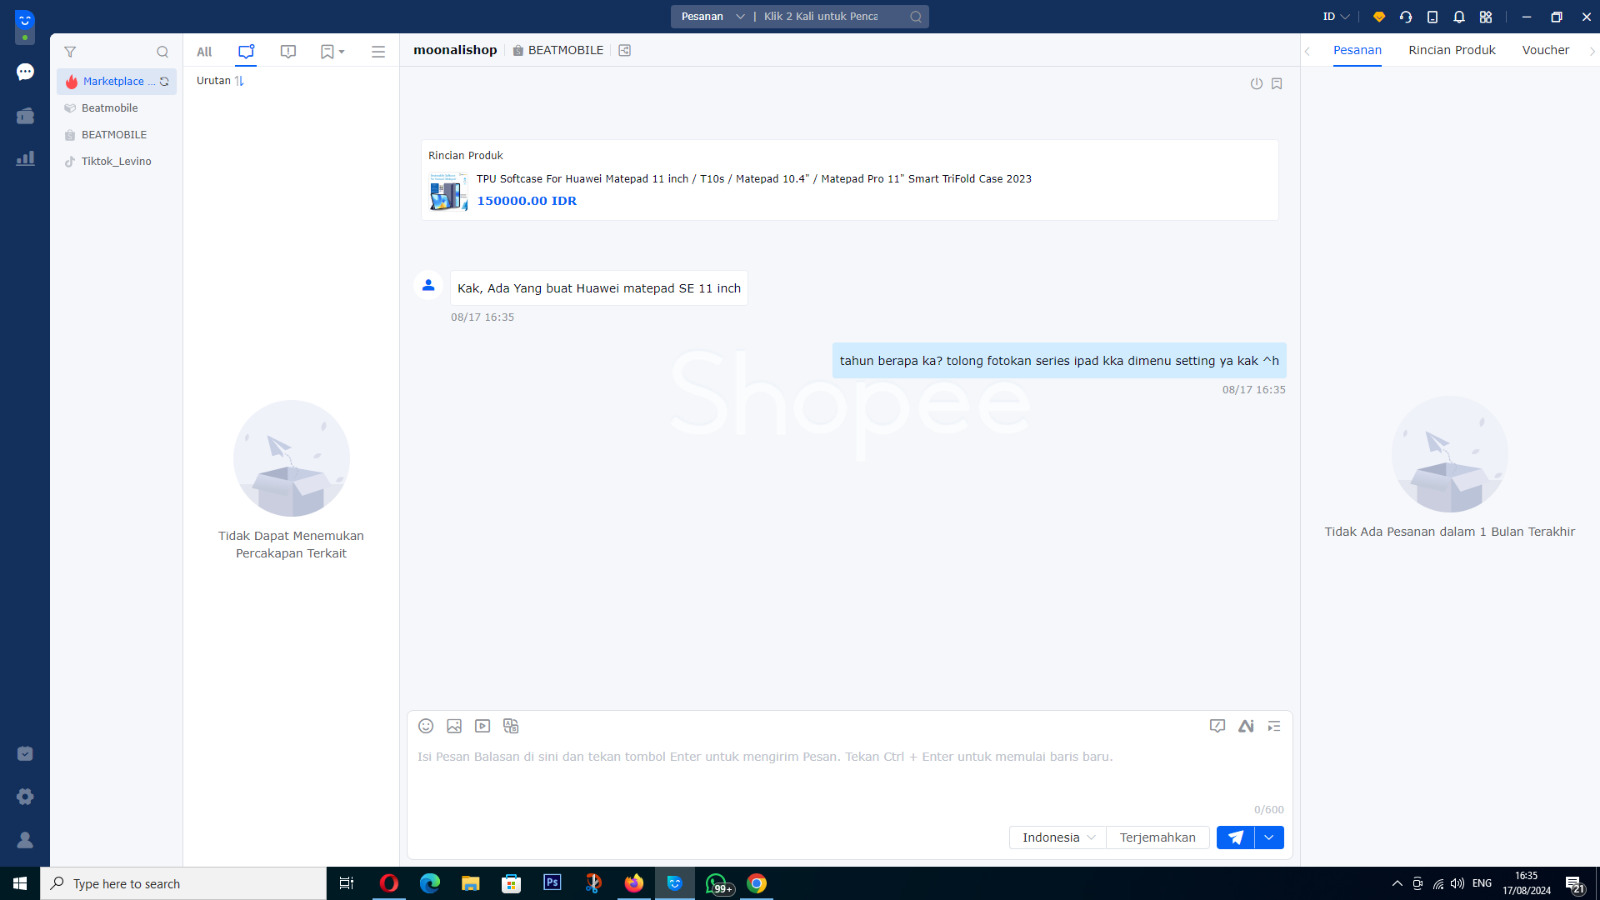 Pesanan
Klik 2 Kali untuk Penca
ID
Marketplace ...
Beatmobile
BEATMOBILE
Tiktok_Levino
All
Urutan
Tidak Dapat Menemukan
Percakapan Terkait
moonalishop
BEATMOBILE
Rincian Produk
TPU Softcase For Huawei Matepad 11 inch / T10s / Matepad 10.4" / Matepad Pro 11" Smart TriFold Case 2023
150000.00 IDR
Kak, Ada Yang buat Huawei matepad SE 11 inch
08/17 16:35
tahun berapa ka? tolong fotokan series ipad kka dimenu setting ya kak ^h
08/17 16:35
Shopee
Isi Pesan Balasan di sini dan tekan tombol Enter untuk mengirim Pesan. Tekan Ctrl + Enter untuk memulai baris baru.
0/600
Indonesia
Terjemahkan
Pesanan
Rincian Produk
Voucher
Tidak Ada Pesanan dalam 1 Bulan Terakhir
Type here to search
Ps
99+
ENG
16:35
17/08/2024
21